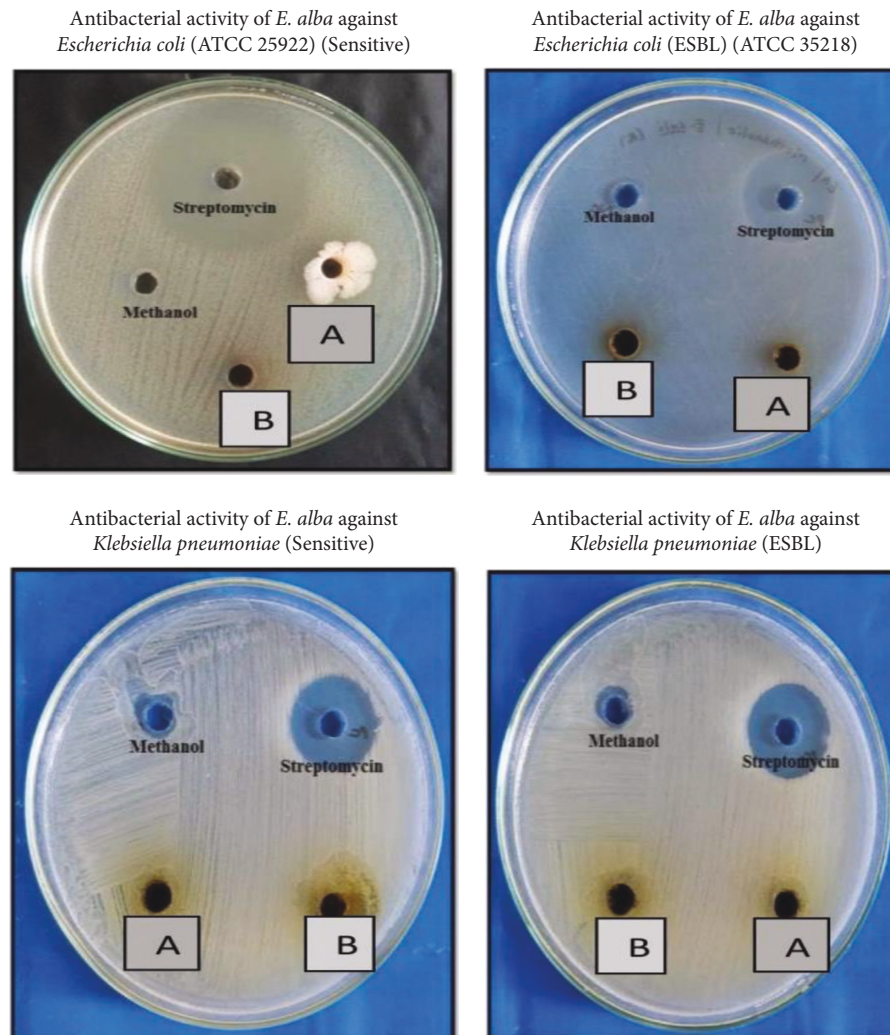 Antibacterial activity of E. alba against
Escherichia coli (ATCC 25922) (Sensitive)
Streptomycin
Methanol
A
B
Antibacterial activity of E. alba against
Escherichia coli (ESBL) (ATCC 35218)
Methanol
Streptomycin
B
A
Antibacterial activity of E. alba against
Klebsiella pneumoniae (Sensitive)
Methanol
Streptomycin
A
B
Antibacterial activity of E. alba against
Klebsiella pneumoniae (ESBL)
Methanol
Streptomycin
B
A